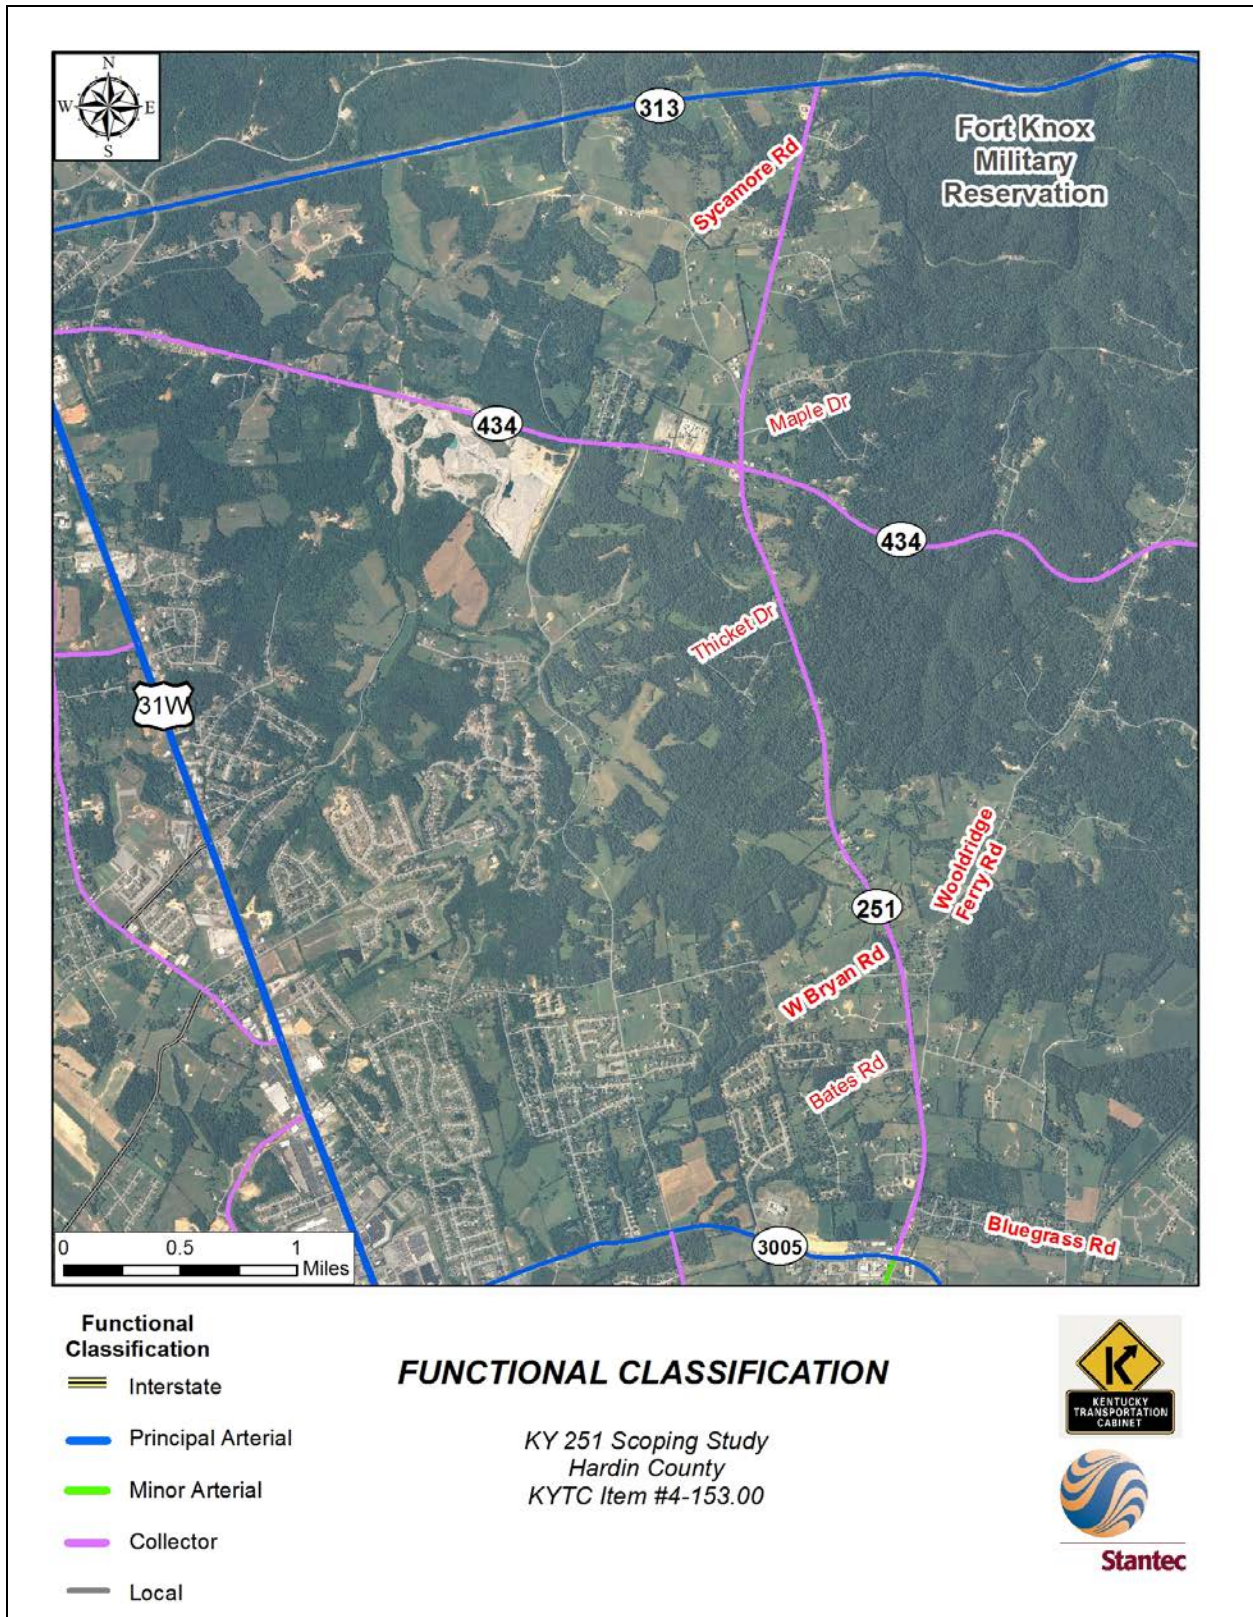 N
W
E
S
313
Fort Knox
Military
Reservation
Sycamore Rd
Maple Dr
434
434
Thicket Dr
31W
Wooldridge
Ferry Rd
251
W Bryan Rd
Bates Rd
Bluegrass Rd
3005
0 0.5 1
Miles
Functional
Classification
Interstate
Principal Arterial
Minor Arterial
Collector
Local
FUNCTIONAL CLASSIFICATION
KY 251 Scoping Study
Hardin County
KYTC Item #4-153.00
K
KENTUCKY
TRANSPORTATION
CABINET
Stantec